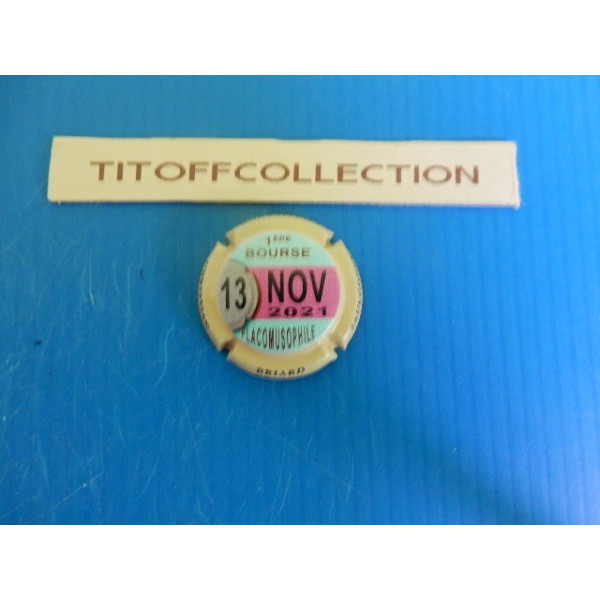 TITOFFCOLLECTION
1ÈRE
BOURSE
13 NOV
2021
PLACOMUSOPHILE
BRIARD